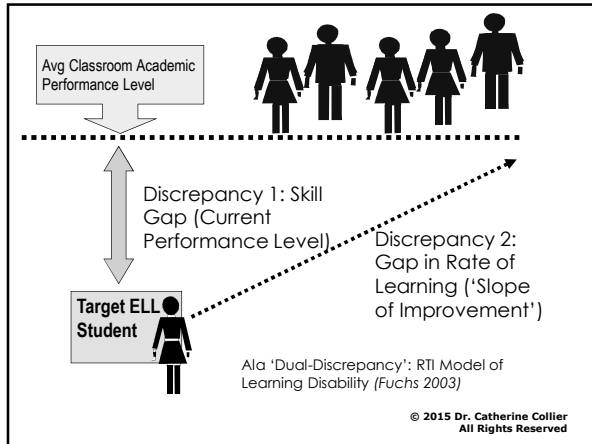 Avg Classroom Academic
Performance Level
Discrepancy 1: Skill
Gap (Current
Performance Level)
Discrepancy 2:
Gap in Rate of
Learning (‘Slope
of Improvement’)
Target ELL
Student
Ala ‘Dual-Discrepancy’: RTI Model of
Learning Disability (Fuchs 2003)
© 2015 Dr. Catherine Collier
All Rights Reserved